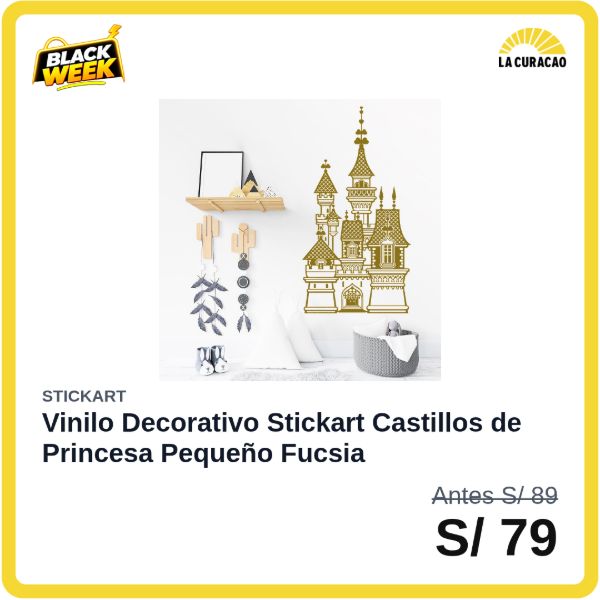 BLACK
WEEK
LA CURACAO
STICKART
Vinilo Decorativo Stickart Castillos de
Princesa Pequeño Fucsia
Antes S/ 89
S/ 79